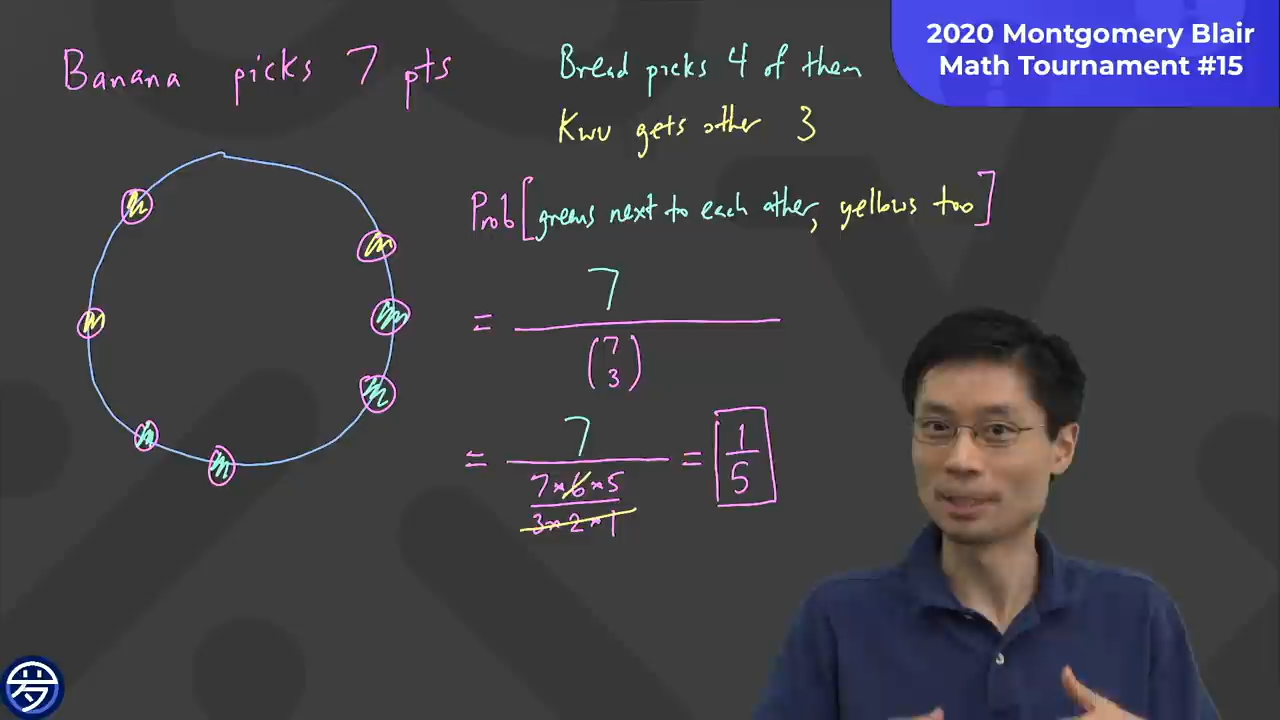 2020 Montgomery Blair
Math Tournament #15
Banana picks 7 pts
Bread picks 4 of them
Kwu gets other 3
Prob[greens next to each other, yellows too]
= 7 / (7 3)
= 7 / (7×6×5 / 3×2×1) = 1/5